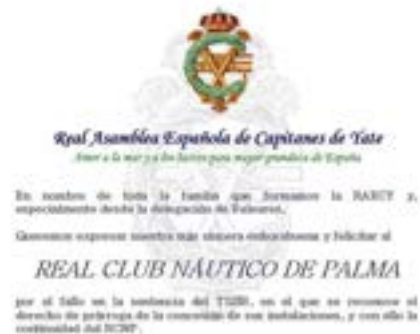 Real Asamblea Española de Capitanes de Yate
Amor a la mar y a los barcos para mayor grandeza de España
En nombre de toda la familia que formamos la RAECY y,
especialmente desde la delegación de Baleares,
Queremos expresar nuestra más sincera enhorabuena y felicitar al
REAL CLUB NÁUTICO DE PALMA
por el fallo en la sentencia del, en el que se reconoce el
derecho de prórroga de la concesión de sus instalaciones, y con ello la
continuidad del RCNP.